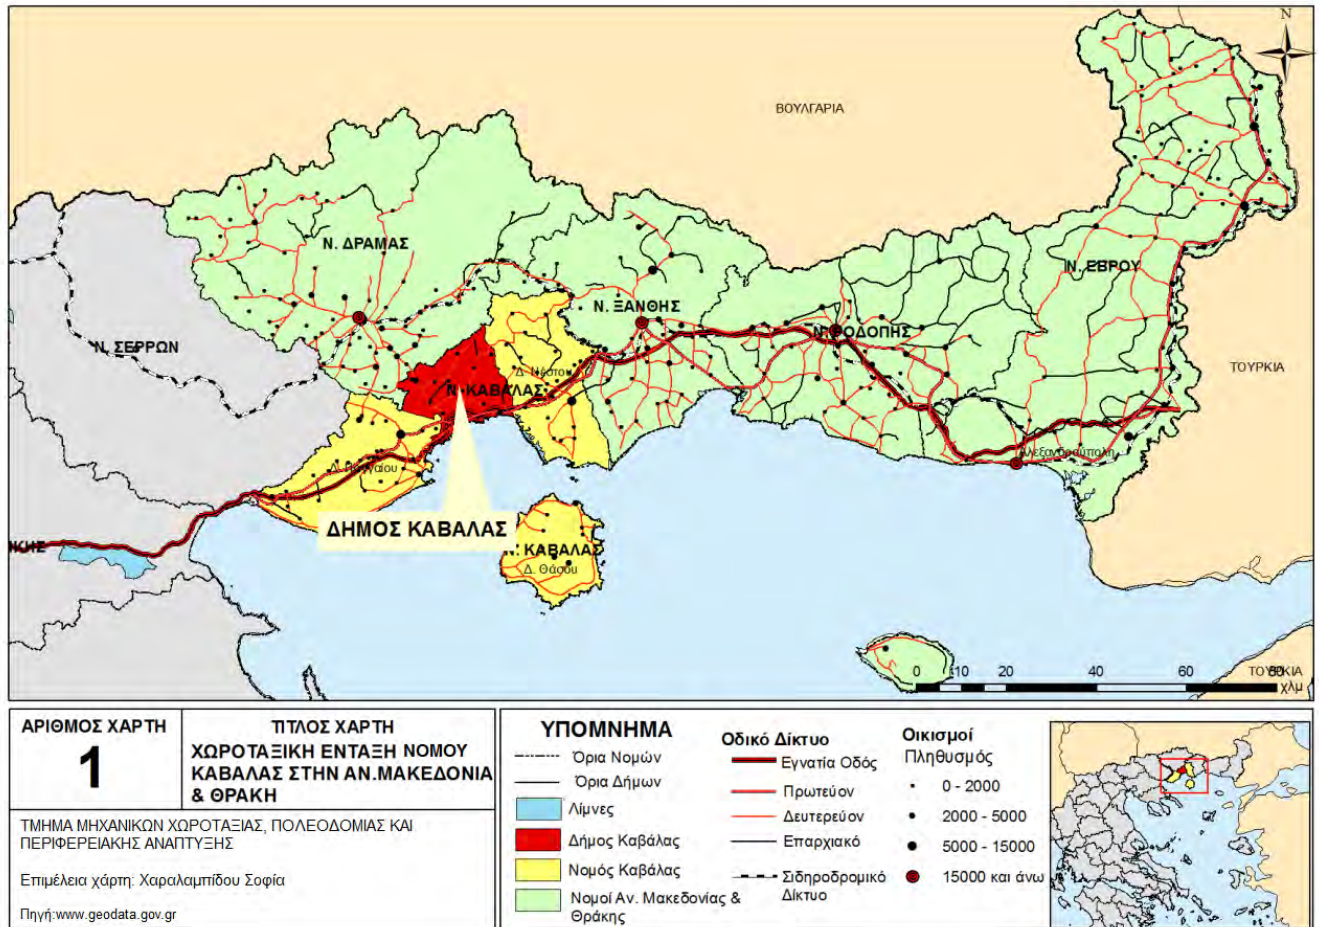 N
ΒΟΥΛΓΑΡΙΑ
Ν. ΔΡΑΜΑΣ
Ν. ΕΒΡΟΥ
Ν. ΞΑΝΘΗΣ
Ν. ΡΟΔΟΠΗΣ
Ν. ΣΕΡΡΩΝ
ΤΟΥΡΚΙΑ
Δ. Νέστου
Ν. ΚΑΒΑΛΑΣ
Αλεξανδρούπολη
Δ. Παγγαίου
ΔΗΜΟΣ ΚΑΒΑΛΑΣ
ΙΚΗΣ
Ν. ΚΑΒΑΛΑΣ
Δ. Θάσου
0 10 20 40 60 80
ΤΟΥΡΚΙΑ
χλμ
ΑΡΙΘΜΟΣ ΧΑΡΤΗ
1
ΤΙΤΛΟΣ ΧΑΡΤΗ
ΧΩΡΟΤΑΞΙΚΗ ΕΝΤΑΞΗ ΝΟΜΟΥ
ΚΑΒΑΛΑΣ ΣΤΗΝ ΑΝ.ΜΑΚΕΔΟΝΙΑ
& ΘΡΑΚΗ
ΤΜΗΜΑ ΜΗΧΑΝΙΚΩΝ ΧΩΡΟΤΑΞΙΑΣ, ΠΟΛΕΟΔΟΜΙΑΣ ΚΑΙ
ΠΕΡΙΦΕΡΕΙΑΚΗΣ ΑΝΑΠΤΥΞΗΣ
Επιμέλεια χάρτη: Χαραλαμπίδου Σοφία
Πηγή:www.geodata.gov.gr
ΥΠΟΜΝΗΜΑ
Όρια Νομών
Όρια Δήμων
Λίμνες
Δήμος Καβάλας
Νομός Καβάλας
Νομοί Αν. Μακεδονίας &
Θράκης
Οδικό Δίκτυο
Εγνατία Οδός
Πρωτεύον
Δευτερεύον
Επαρχιακό
Σιδηροδρομικό
Δίκτυο
Οικισμοί
Πληθυσμός
0 - 2000
2000 - 5000
5000 - 15000
15000 και άνω